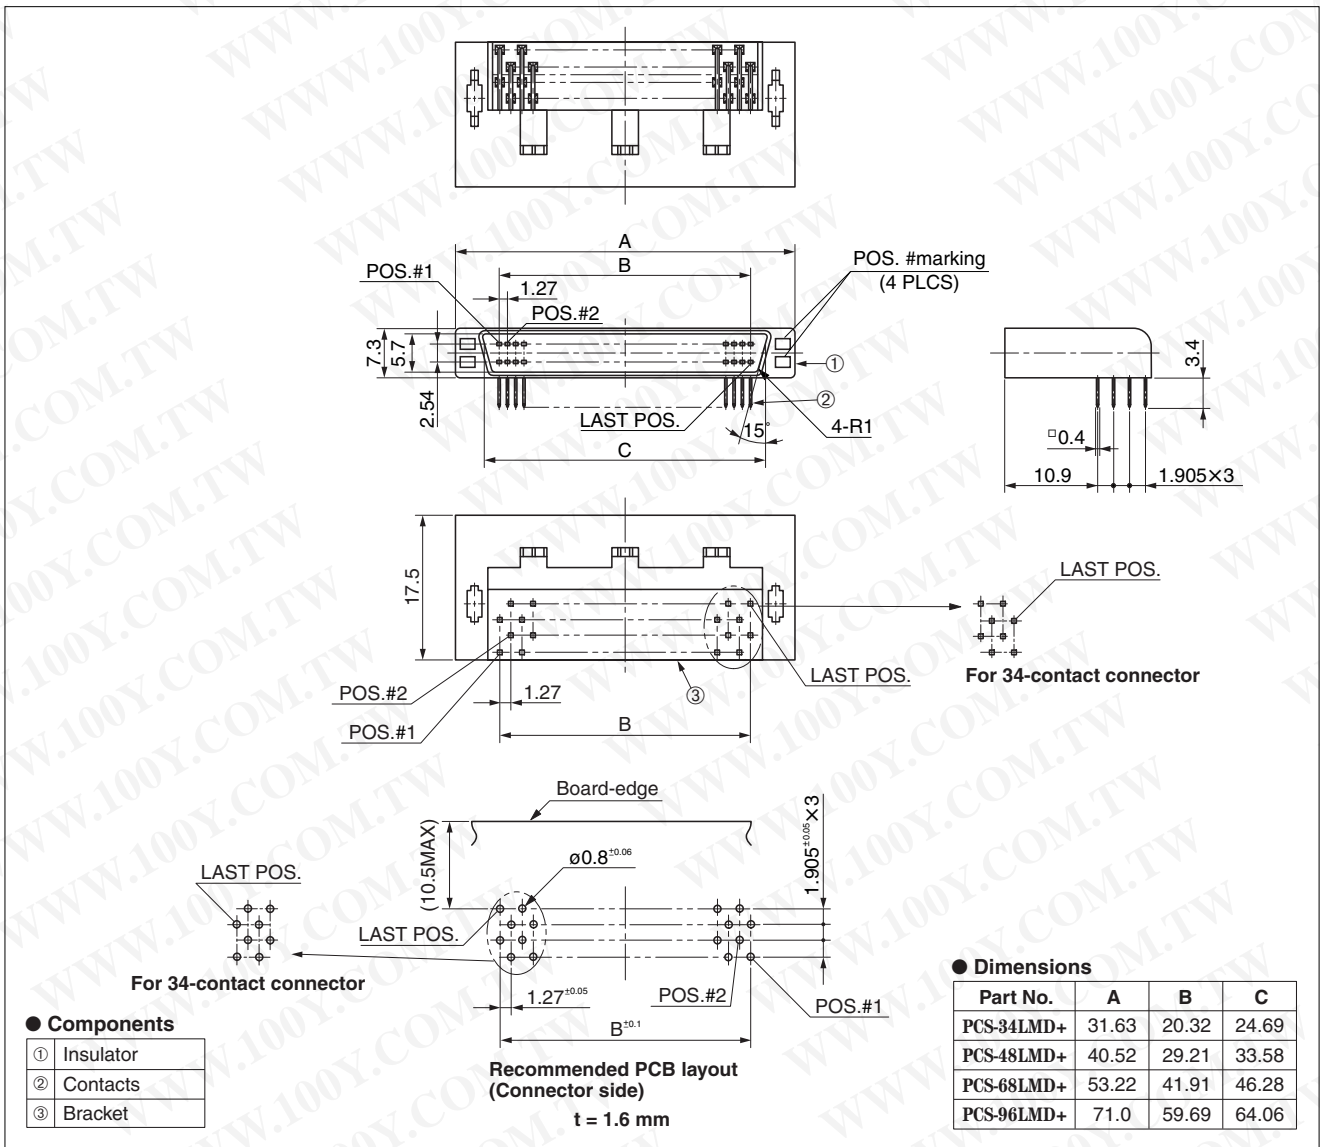 A
B
POS.#1
1.27
POS.#2
POS. #marking
(4 PLCS)
7.3
5.7
2.54
①
②
LAST POS.
15°
4-R1
C
3.4
□0.4
10.9
1.905×3
17.5
LAST POS.
For 34-contact connector
LAST POS.
③
POS.#2
1.27
POS.#1
B
Board-edge
(10.5MAX)
ø0.8±0.06
1.905±0.05×3
LAST POS.
LAST POS.
For 34-contact connector
1.27±0.05
POS.#2
POS.#1
B±0.1
Recommended PCB layout
(Connector side)
t = 1.6 mm
● Components
① Insulator
② Contacts
③ Bracket
● Dimensions
Part No. A B C
PCS-34LMD+ 31.63 20.32 24.69
PCS-48LMD+ 40.52 29.21 33.58
PCS-68LMD+ 53.22 41.91 46.28
PCS-96LMD+ 71.0 59.69 64.06
WWW.100Y.COM.TW